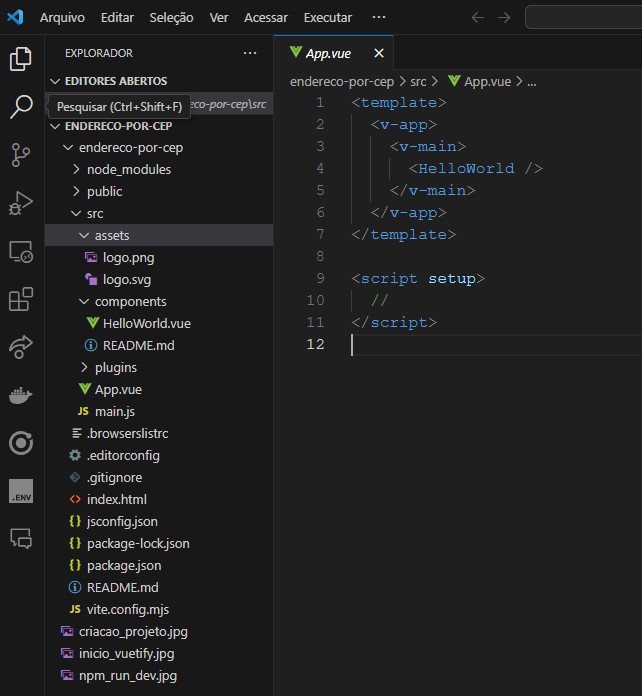 Arquivo Editar Seleção Ver Acessar Executar ···
EXPLORADOR ···
EDITORES ABERTOS
Pesquisar (Ctrl+Shift+F) eco-por-cep\src
ENDERECO-POR-CEP
endereco-por-cep
node_modules
public
src
assets
logo.png
logo.svg
components
HelloWorld.vue
README.md
plugins
App.vue
JS main.js
.browserslistrc
.editorconfig
.gitignore
<> index.html
{} jsconfig.json
{} package-lock.json
{} package.json
README.md
vite.config.mjs
criacao_projeto.jpg
inicio_vuetify.jpg
npm_run_dev.jpg
.ENV
App.vue ×
endereco-por-cep > src > App.vue > ...
1 <template>
2 <v-app>
3 <v-main>
4 <HelloWorld />
5 </v-main>
6 </v-app>
7 </template>
8
9 <script setup>
10 //
11 </script>
12